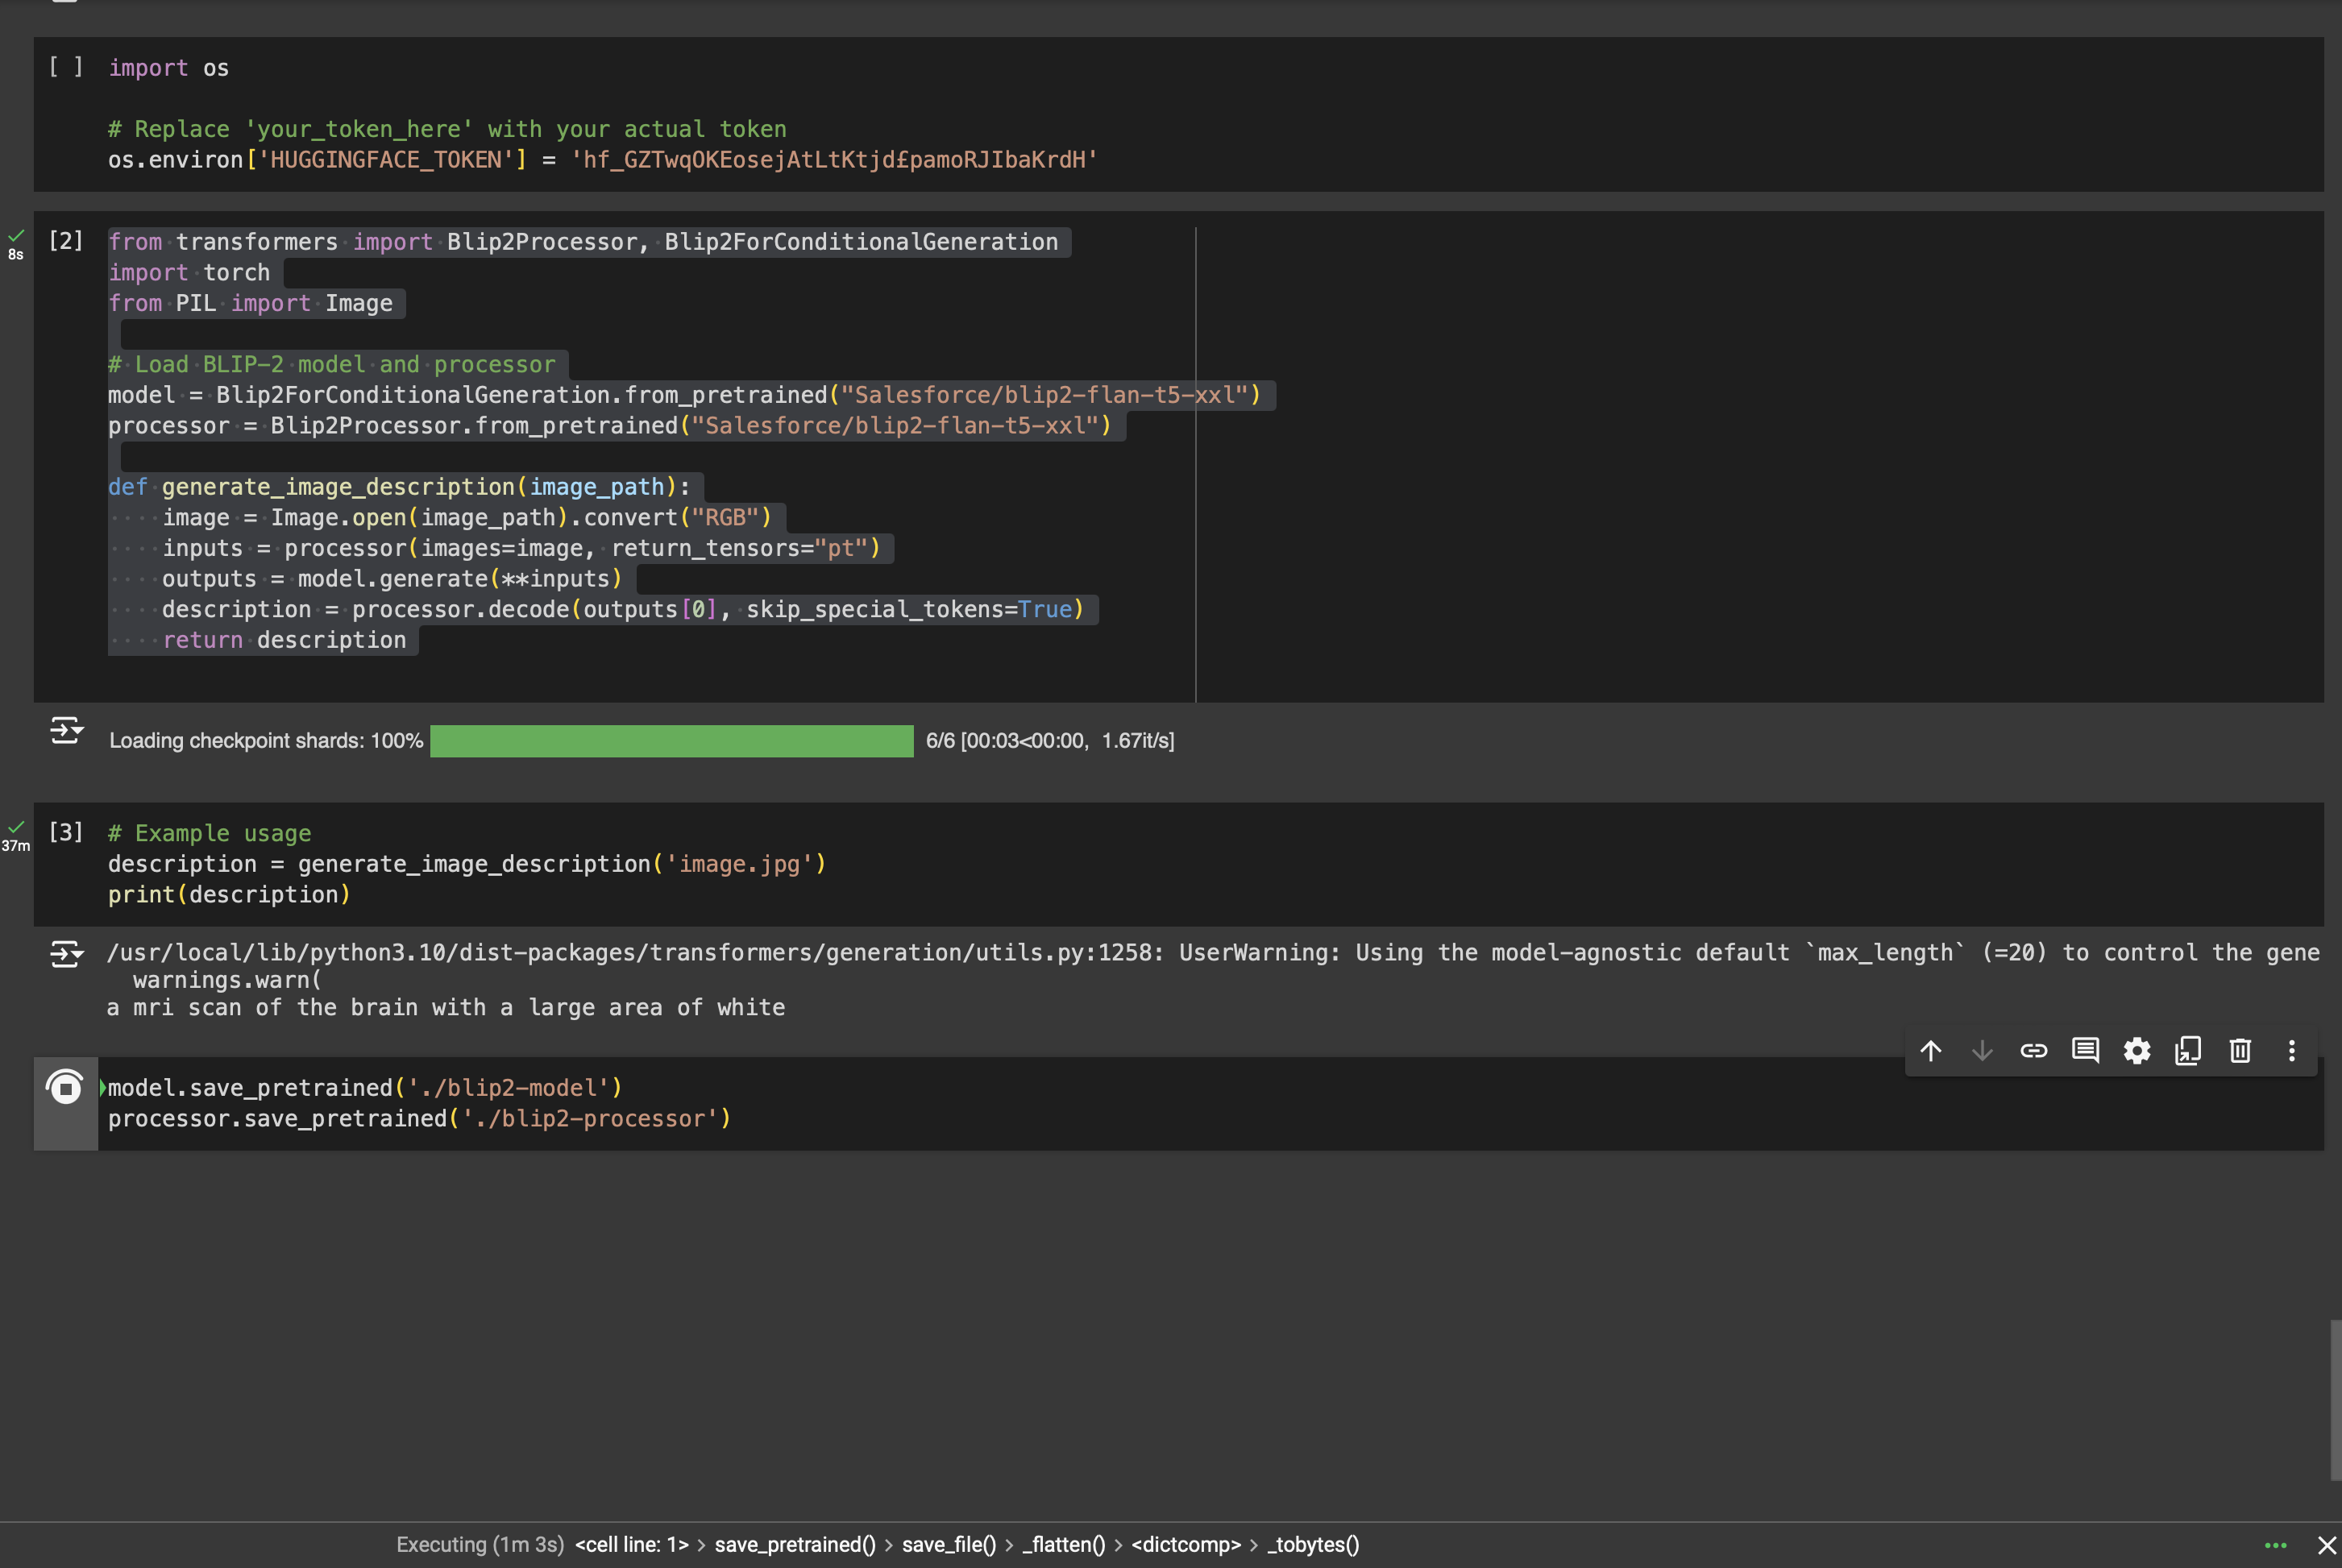 [ ] import os
# Replace 'your_token_here' with your actual token
os.environ['HUGGINGFACE_TOKEN'] = 'hf_GZTwqOKEosejAtLtKtjd£pamoRJIbaKrdH'
8s
[2] from transformers import Blip2Processor, Blip2ForConditionalGeneration
import torch
from PIL import Image
# Load BLIP-2 model and processor
model = Blip2ForConditionalGeneration.from_pretrained("Salesforce/blip2-flan-t5-xxl")
processor = Blip2Processor.from_pretrained("Salesforce/blip2-flan-t5-xxl")
def generate_image_description(image_path):
    image = Image.open(image_path).convert("RGB")
    inputs = processor(images=image, return_tensors="pt")
    outputs = model.generate(**inputs)
    description = processor.decode(outputs[0], skip_special_tokens=True)
    return description
Loading checkpoint shards: 100% 6/6 [00:03<00:00, 1.67it/s]
37m
[3] # Example usage
description = generate_image_description('image.jpg')
print(description)
/usr/local/lib/python3.10/dist-packages/transformers/generation/utils.py:1258: UserWarning: Using the model-agnostic default `max_length` (=20) to control the gene
  warnings.warn(
a mri scan of the brain with a large area of white
model.save_pretrained('./blip2-model')
processor.save_pretrained('./blip2-processor')
Executing (1m 3s) <cell line: 1> > save_pretrained() > save_file() > _flatten() > <dictcomp> > _tobytes()